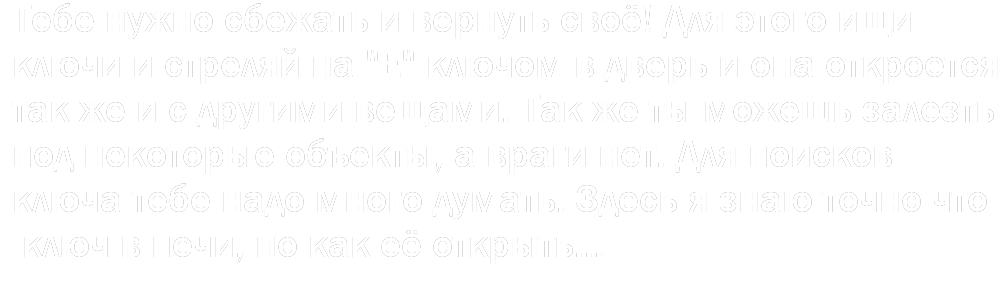 Тебе нужно сбежать и вернуть своё! Для этого ищи
ключи и стреляй на "Е" ключом в дверь и она откроется
так же и с другими вещами. Так же ты можешь залезть
под некоторые объекты, а враги нет. Для поисков
ключа тебе надо много думать. Здесь я знаю точно что
ключ в печи, но как её открыть...